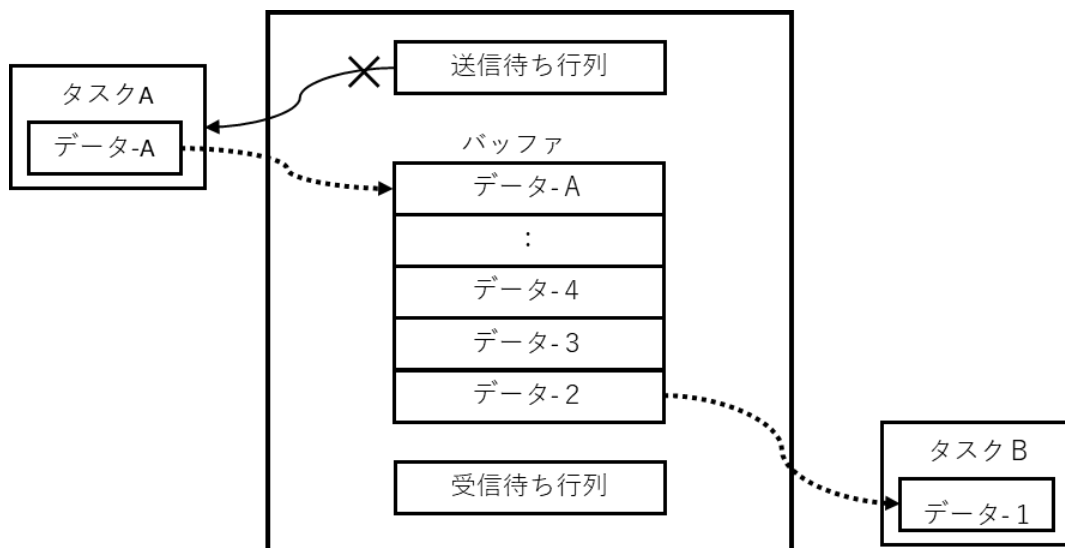 送信待ち行列
タスクA
データ-A
バッファ
データ-A
:
データ-4
データ-3
データ-2
受信待ち行列
タスクB
データ-1